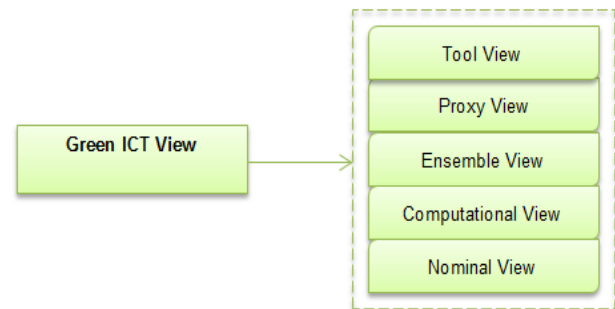 Green ICT View
Tool View
Proxy View
Ensemble View
Computational View
Nominal View